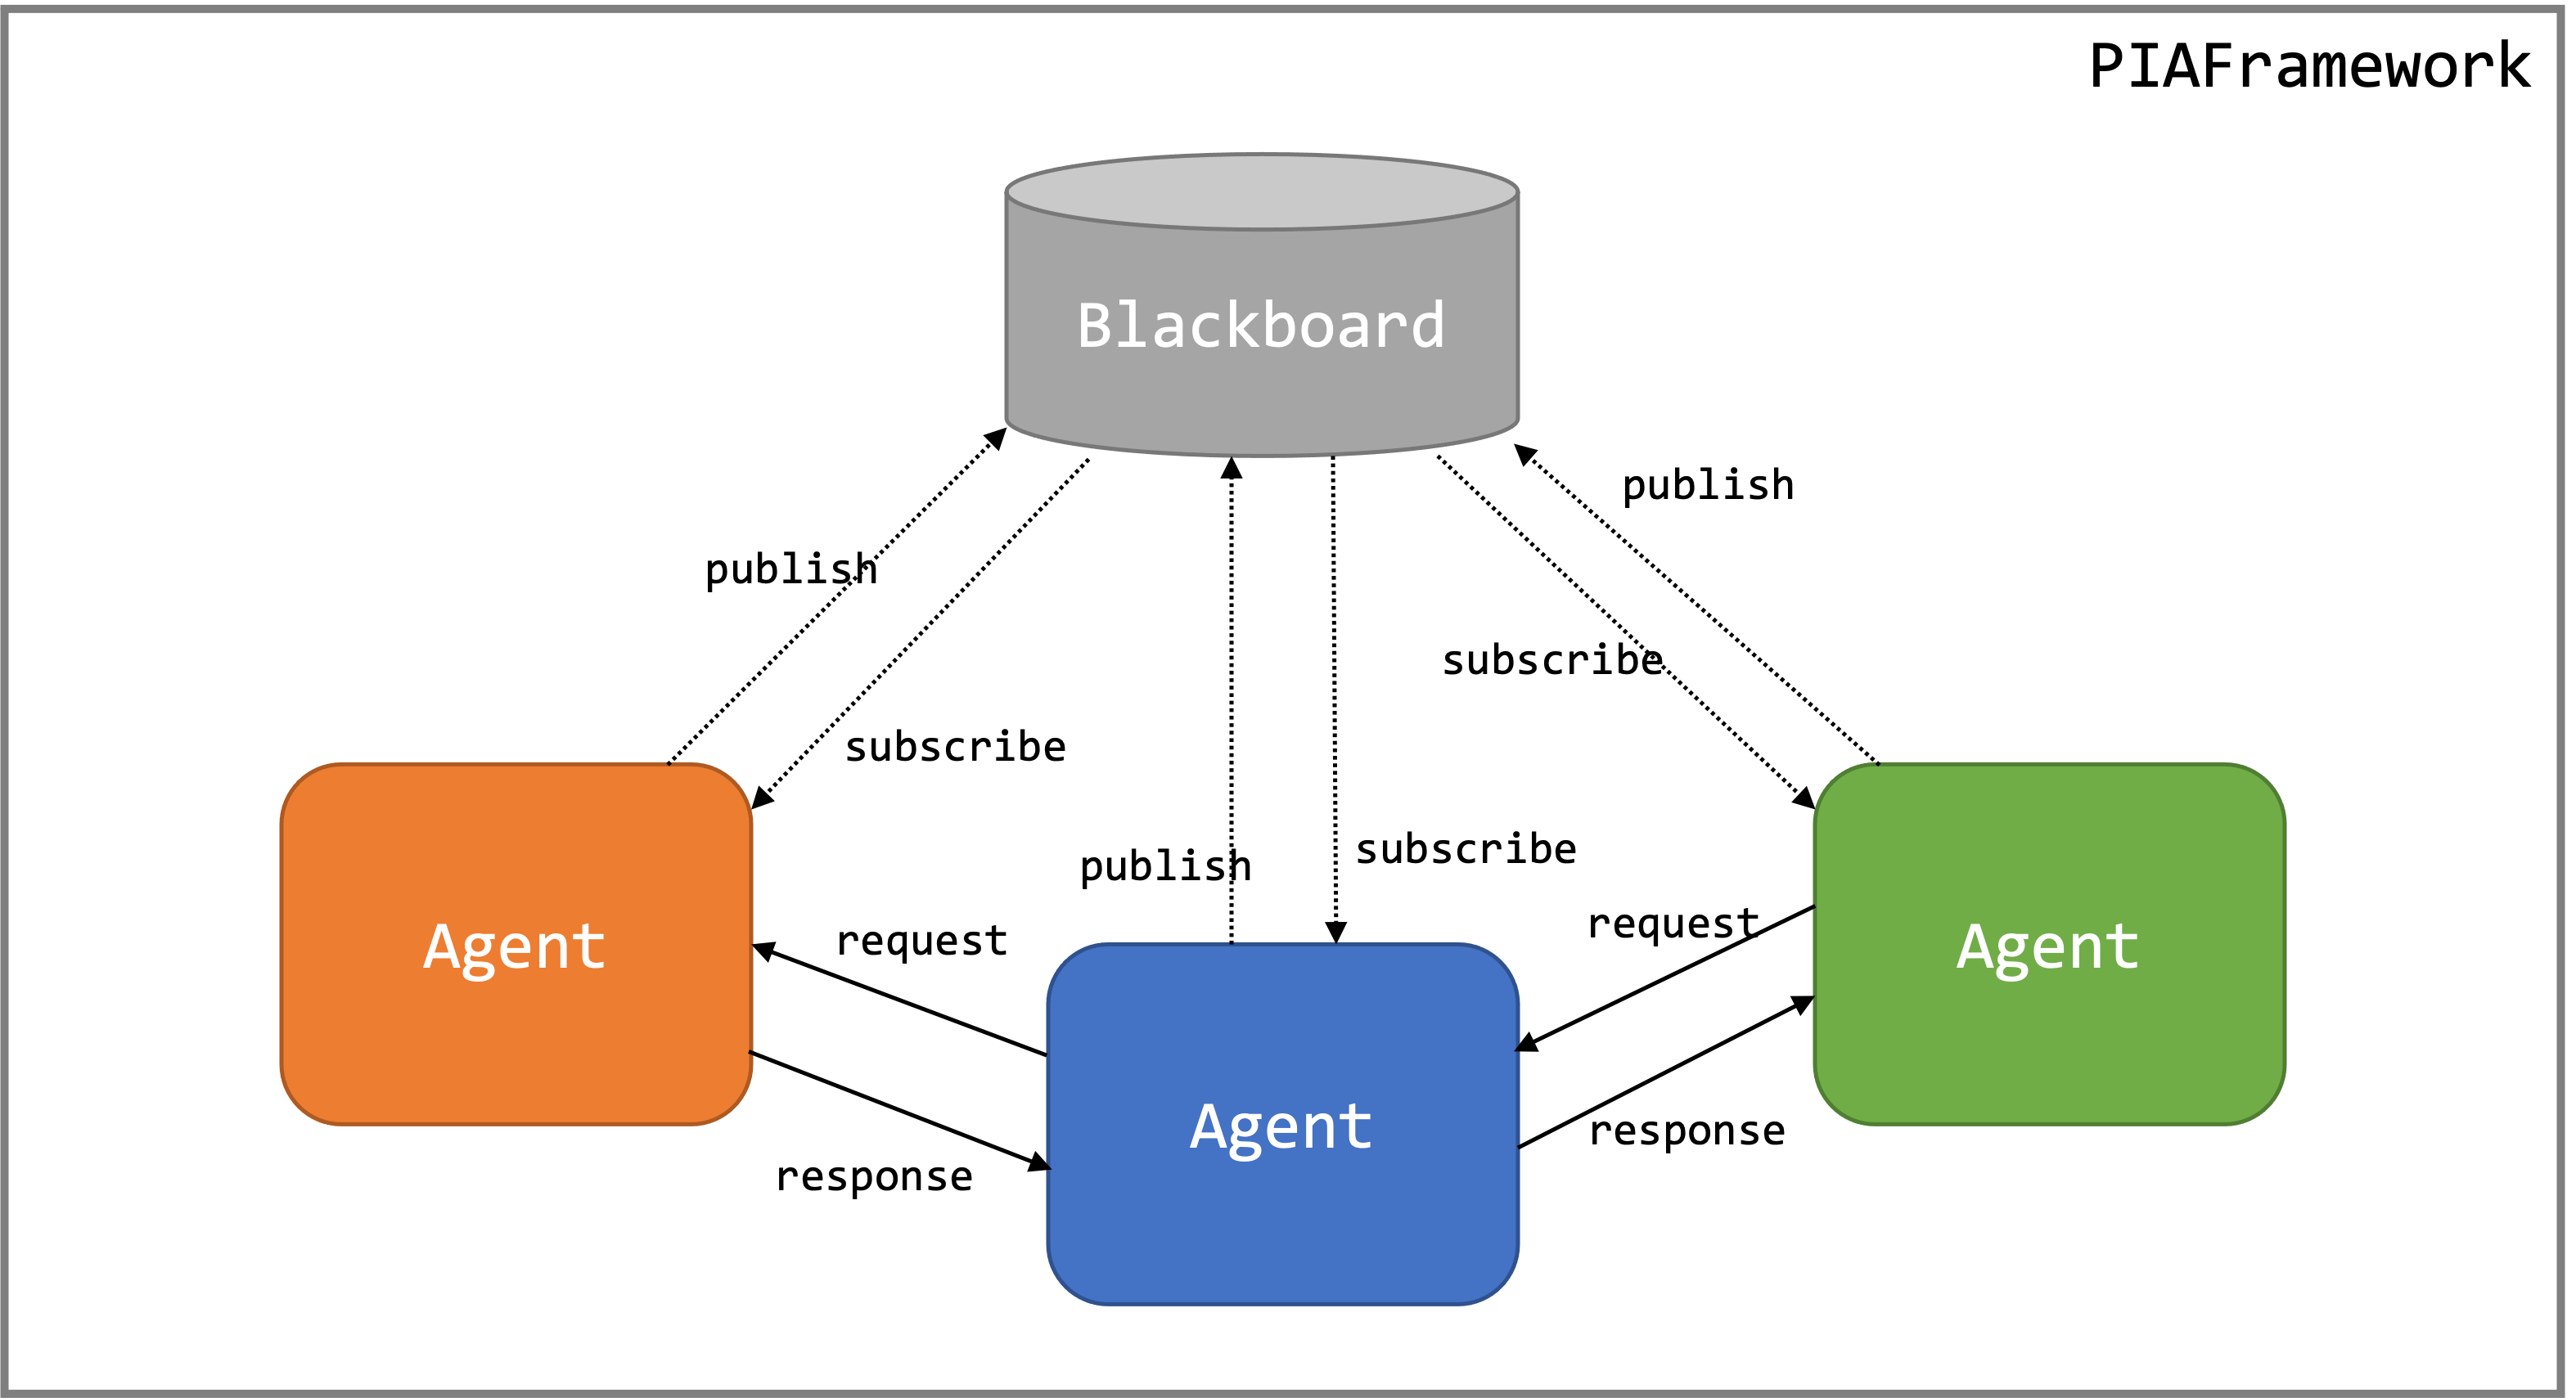 PIAFramework
Blackboard
publish
publish
subscribe
subscribe
publish
subscribe
request
request
Agent
Agent
Agent
response
response